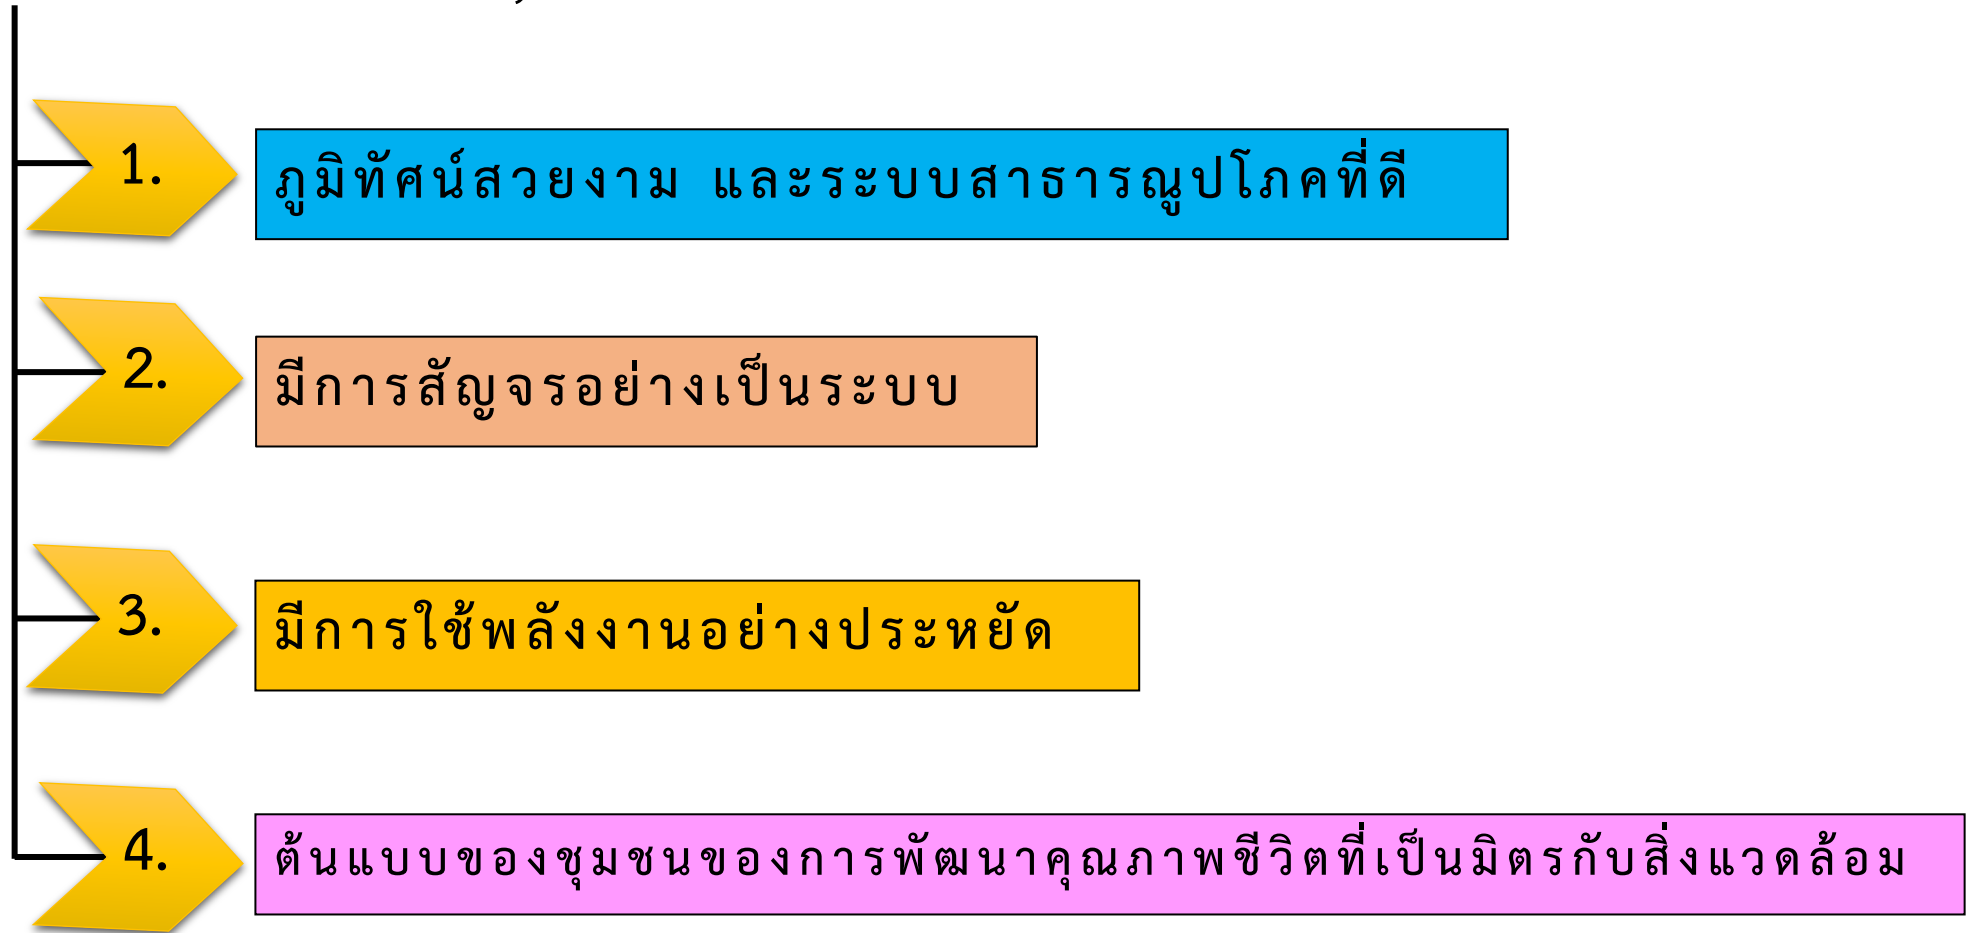 1. ภูมิทัศน์สวยงาม และระบบสาธารณูปโภคที่ดี
2. มีการสัญจรอย่างเป็นระบบ
3. มีการใช้พลังงานอย่างประหยัด
4. ต้นแบบของชุมชนของการพัฒนาคุณภาพชีวิตที่เป็นมิตรกับสิ่งแวดล้อม